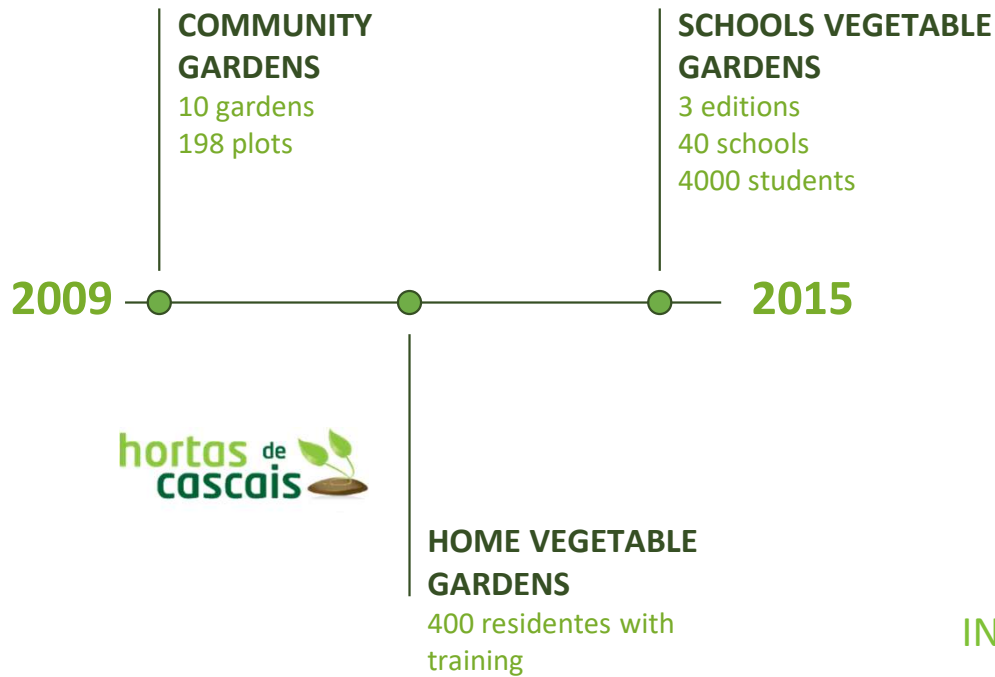 COMMUNITY
GARDENS
10 gardens
198 plots
SCHOOLS VEGETABLE
GARDENS
3 editions
40 schools
4000 students
2009
2015
hortas de
cascais
HOME VEGETABLE
GARDENS
400 residentes with
training
IN